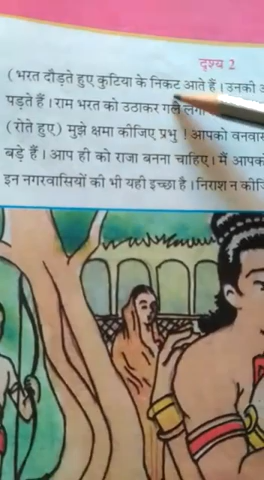 दृश्य 2
(भरत दौड़ते हुए कुटिया के निकट आते हैं। उनकी
पड़ते हैं। राम भरत को उठाकर गले
(रोते हुए) मुझे क्षमा कीजिए प्रभु ! आपको
बड़े हैं। आप ही को राजा बनना चाहिए। मैं
इन नगरवासियों की भी यही इच्छा है। निराश न